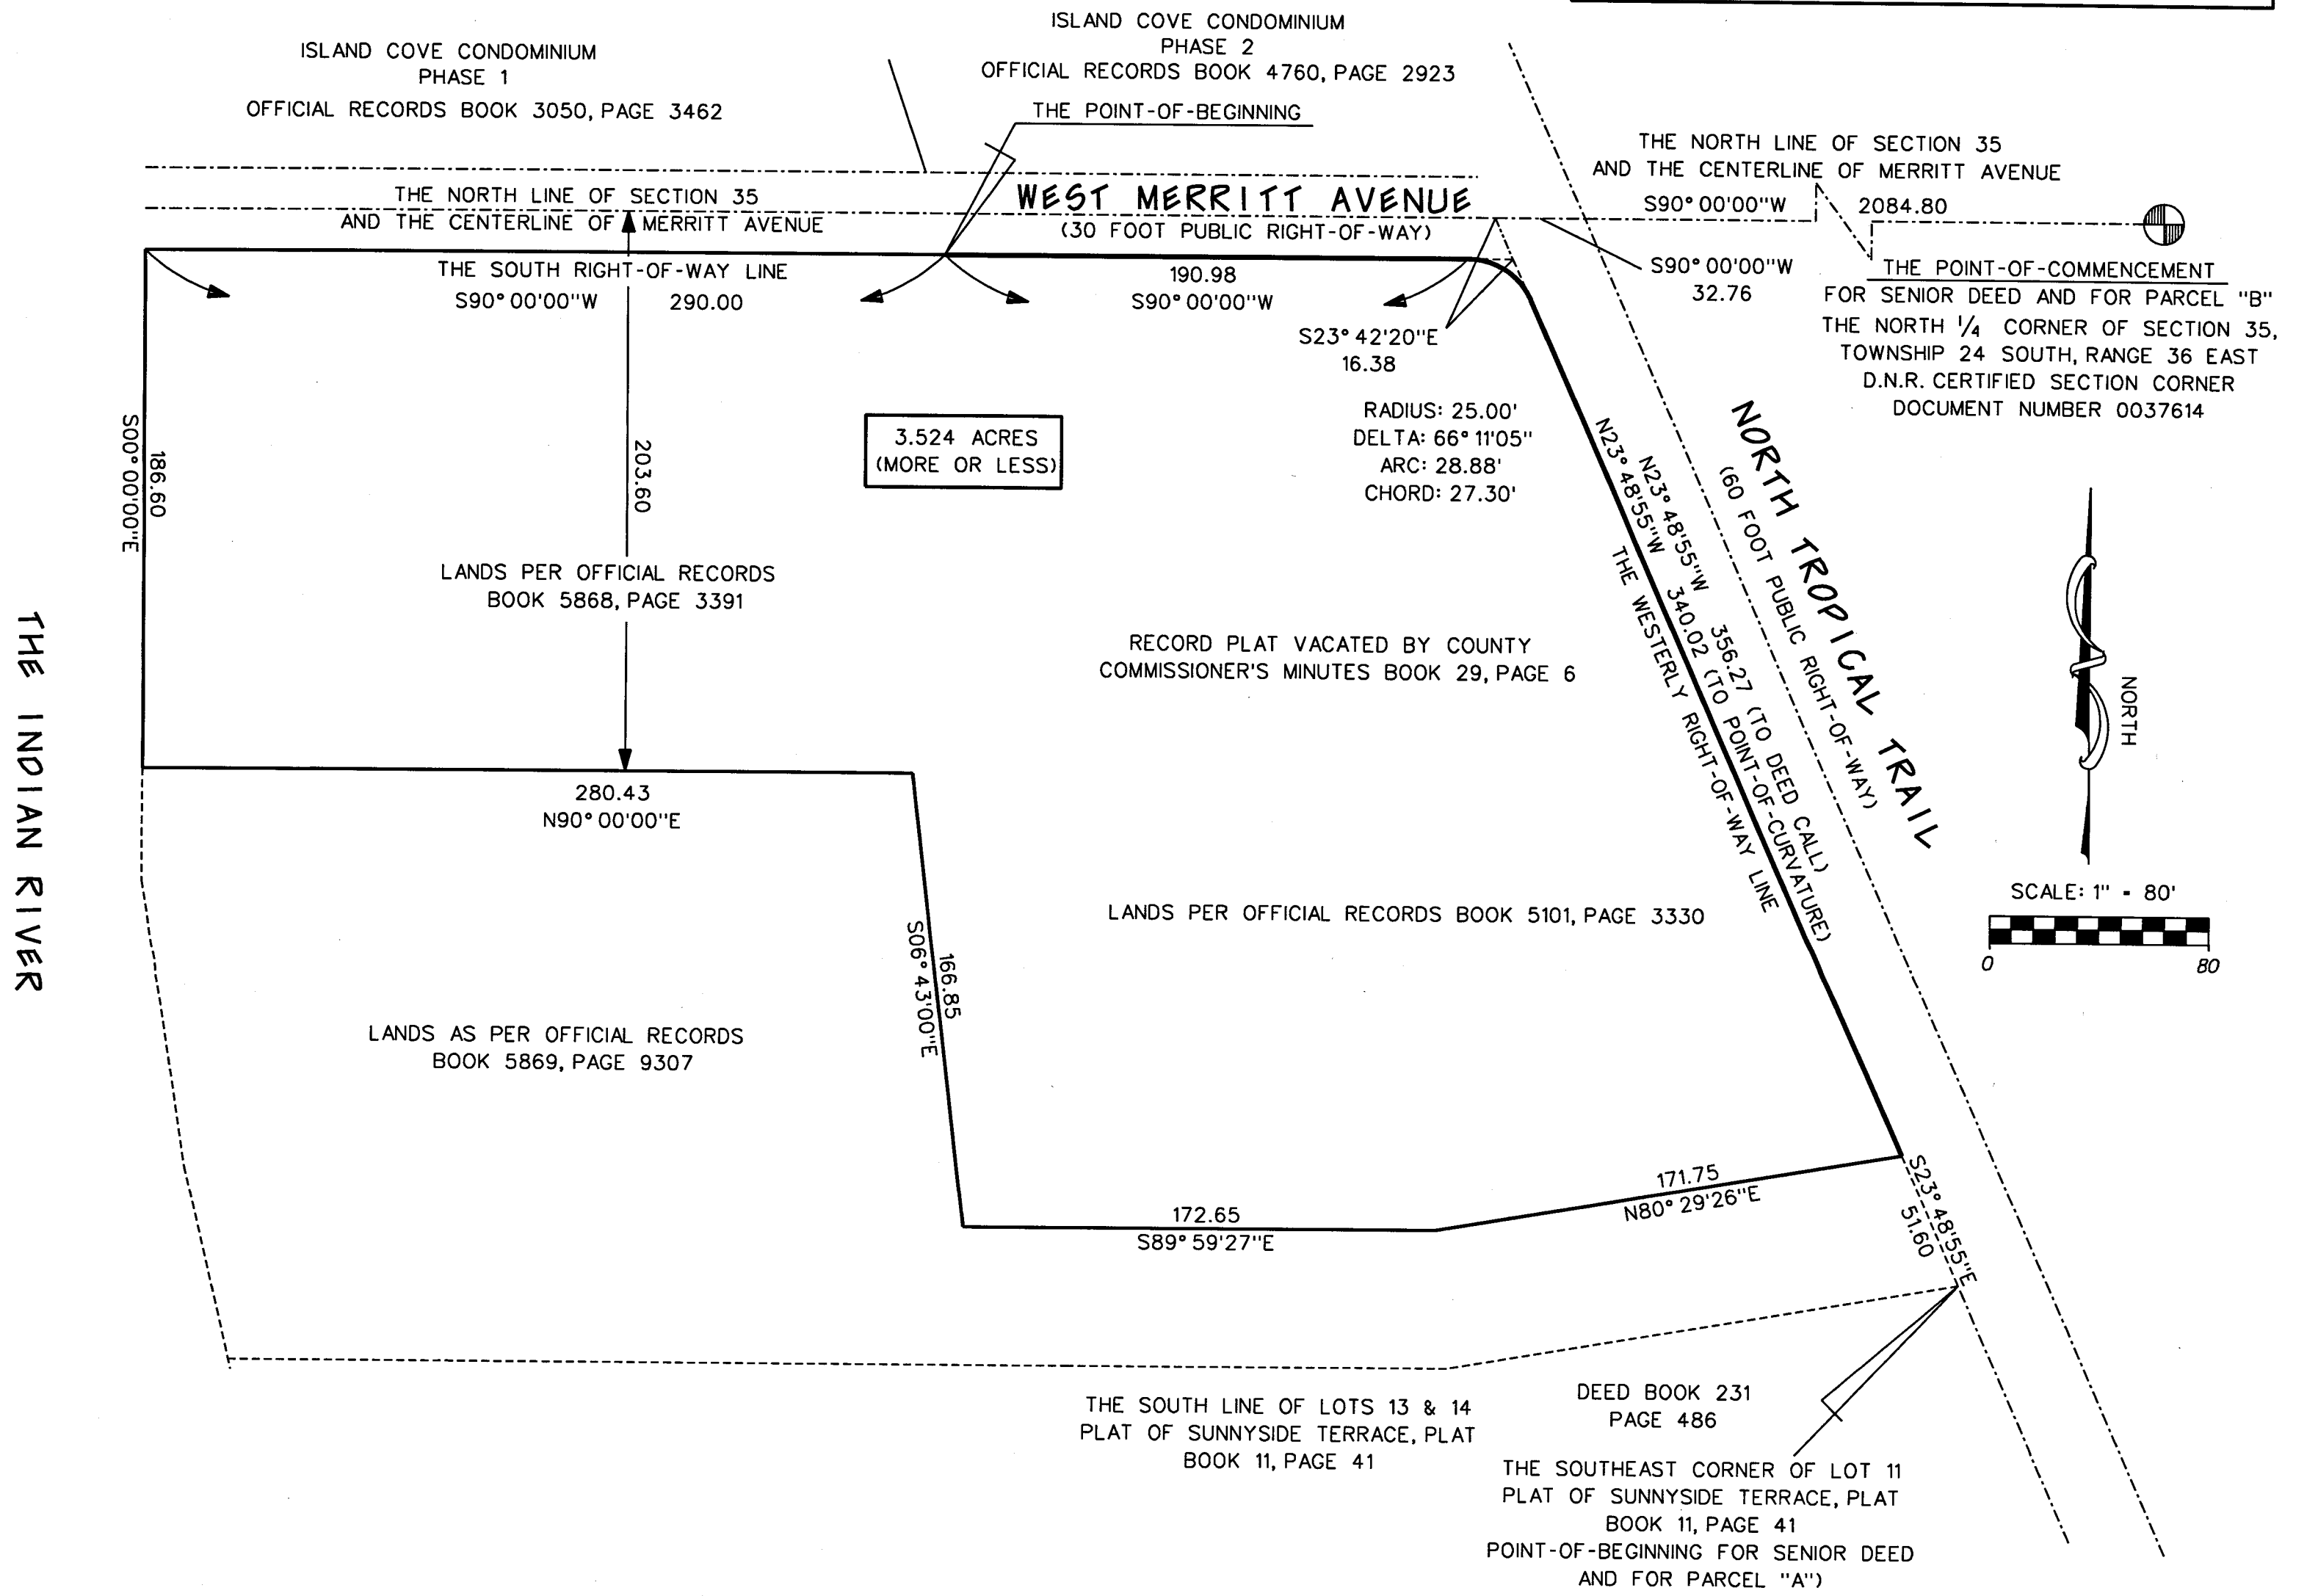 ISLAND COVE CONDOMINIUM
PHASE 1
OFFICIAL RECORDS BOOK 3050, PAGE 3462
ISLAND COVE CONDOMINIUM
PHASE 2
OFFICIAL RECORDS BOOK 4760, PAGE 2923
THE POINT-OF-BEGINNING
THE NORTH LINE OF SECTION 35
AND THE CENTERLINE OF MERRITT AVENUE
WEST MERRITT AVENUE
(30 FOOT PUBLIC RIGHT-OF-WAY)
THE NORTH LINE OF SECTION 35
AND THE CENTERLINE OF MERRITT AVENUE
S90°00'00"W 2084.80
S90°00'00"W
32.76
THE POINT-OF-COMMENCEMENT
FOR SENIOR DEED AND FOR PARCEL "B"
THE NORTH 1/4 CORNER OF SECTION 35,
TOWNSHIP 24 SOUTH, RANGE 36 EAST
D.N.R. CERTIFIED SECTION CORNER
DOCUMENT NUMBER 0037614
THE SOUTH RIGHT-OF-WAY LINE
S90°00'00"W 290.00
190.98
S90°00'00"W
S23°42'20"E
16.38
RADIUS: 25.00'
DELTA: 66°11'05"
ARC: 28.88'
CHORD: 27.30'
3.524 ACRES
(MORE OR LESS)
186.60
S00°00'00"E
203.60
LANDS PER OFFICIAL RECORDS
BOOK 5868, PAGE 3391
RECORD PLAT VACATED BY COUNTY
COMMISSIONER'S MINUTES BOOK 29, PAGE 6
NORTH TROPICAL TRAIL
(60 FOOT PUBLIC RIGHT-OF-WAY)
N23°48'55"W 356.27 (TO DEED CALL)
N23°48'55"W 340.02 (TO POINT-OF-CURVATURE)
THE WESTERLY RIGHT-OF-WAY LINE
NORTH
SCALE: 1" = 80'
0 80
THE INDIAN RIVER
280.43
N90°00'00"E
LANDS PER OFFICIAL RECORDS BOOK 5101, PAGE 3330
166.85
S06°43'00"E
LANDS AS PER OFFICIAL RECORDS
BOOK 5869, PAGE 9307
172.65
S89°59'27"E
171.75
N80°29'26"E
S23°48'55"E
51.60
THE SOUTH LINE OF LOTS 13 & 14
PLAT OF SUNNYSIDE TERRACE, PLAT
BOOK 11, PAGE 41
DEED BOOK 231
PAGE 486
THE SOUTHEAST CORNER OF LOT 11
PLAT OF SUNNYSIDE TERRACE, PLAT
BOOK 11, PAGE 41
POINT-OF-BEGINNING FOR SENIOR DEED
AND FOR PARCEL "A")